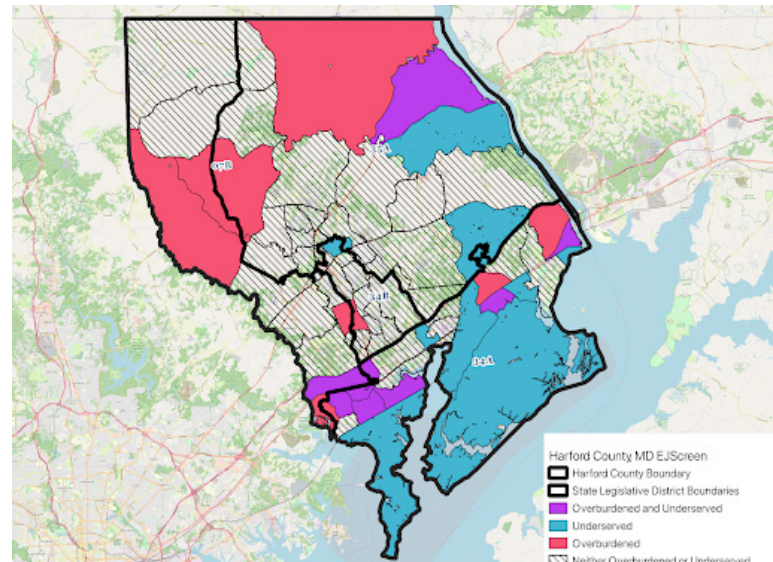 35A
07B
34B
34A
Harford County, MD EJScreen
Harford County Boundary
State Legislative District Boundaries
Overburdened and Underserved
Underserved
Overburdened
Neither Overburdened or Underserved